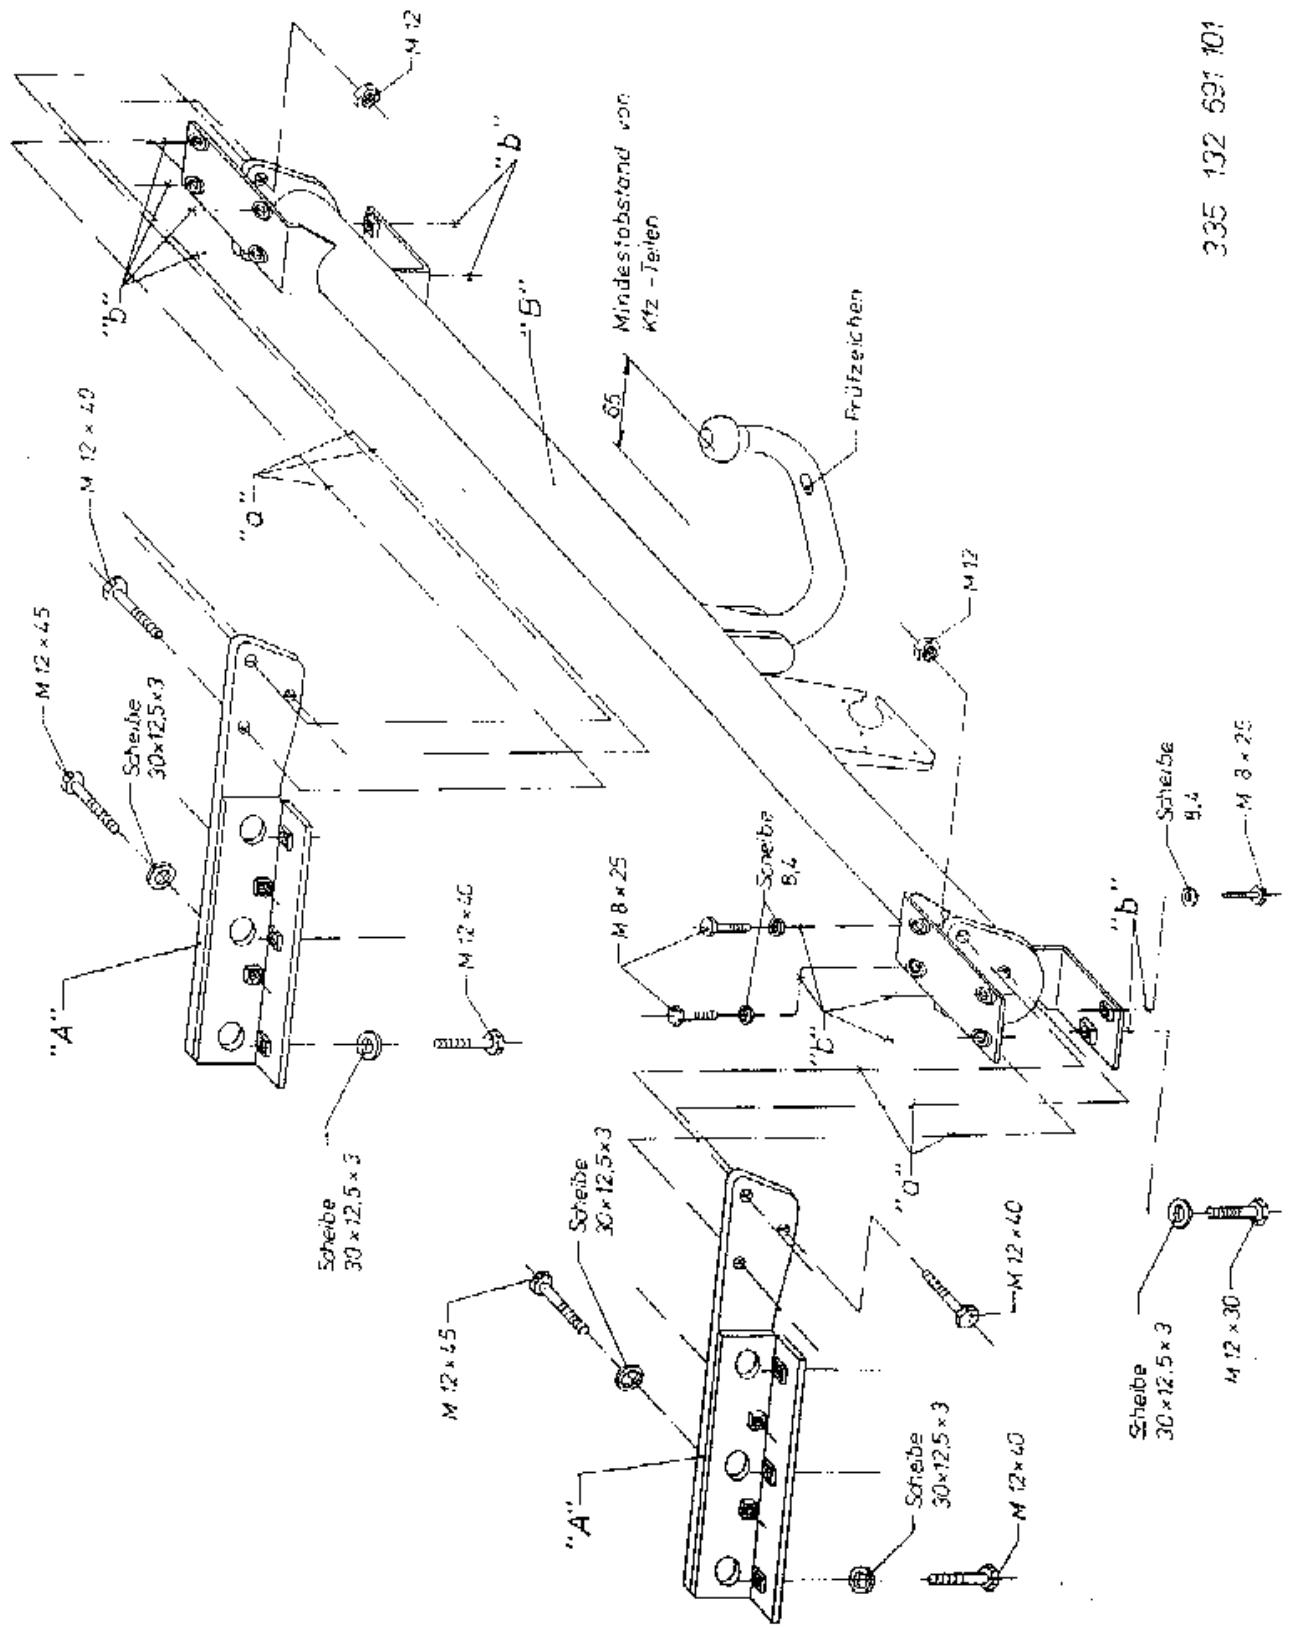 M 12
"b"
Mindestabstand von
Kfz - Teilen
65
"B"
Prüfzeichen
"b"
M 12 × 40
"a"
M 12 × 45
Scheibe
30×12,5×3
"A"
M 12×40
Scheibe
30×12,5×3
M 12
M 8 × 25
Scheibe
8,4
Scheibe
8,4
M 8 × 25
"b"
"b"
"a"
M 12×45
Scheibe
30×12,5×3
M 12×40
"A"
Scheibe
30×12,5×3
M 12×40
Scheibe
30×12,5×3
M 12×30
335 132 691 101